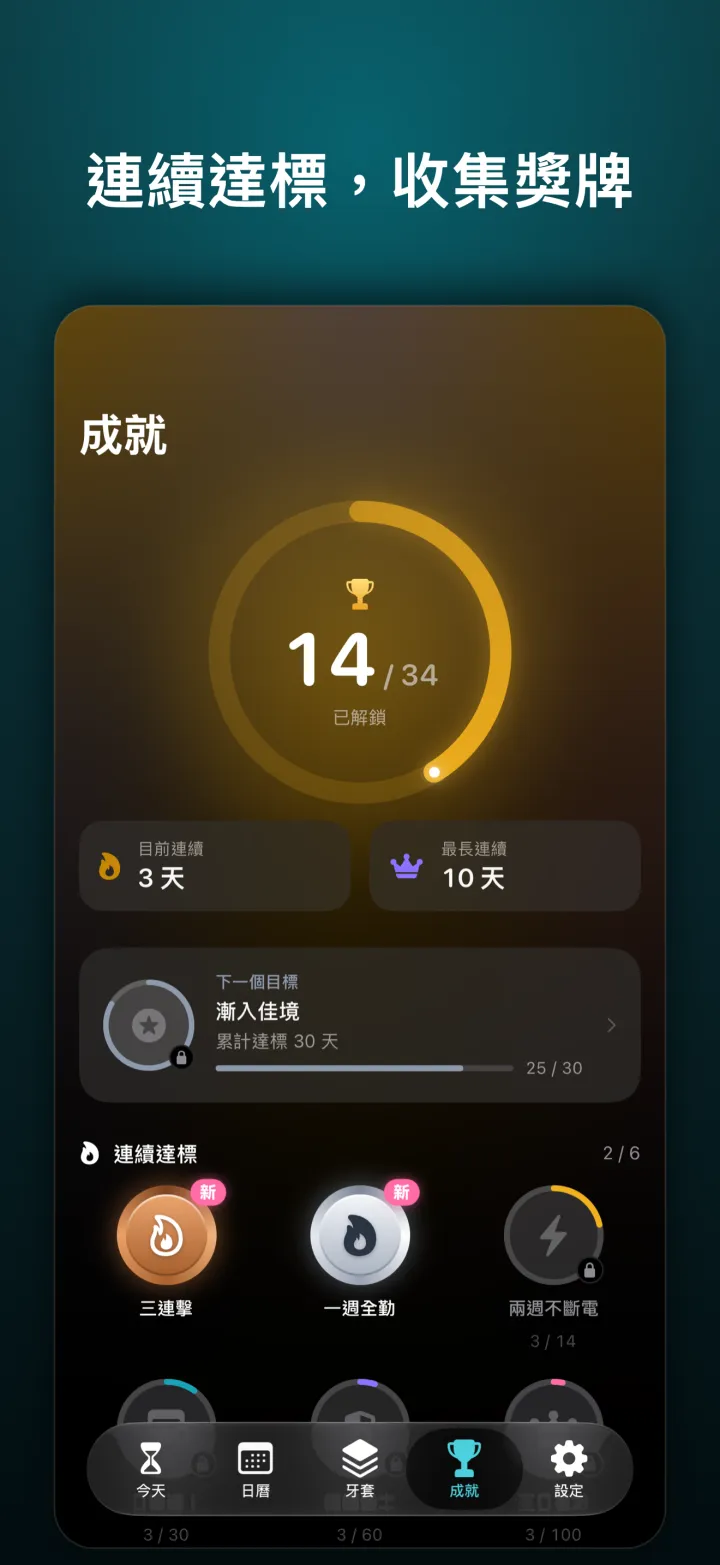 連續達標，收集獎牌
成就
14 / 34
已解鎖
目前連續
3 天
最長連續
10 天
下一個目標
漸入佳境
累計達標 30 天
25 / 30
連續達標
2 / 6
新
新
三連擊
一週全勤
兩週不斷電
3 / 14
今天
日曆
牙套
成就
設定
3 / 30
3 / 60
3 / 100